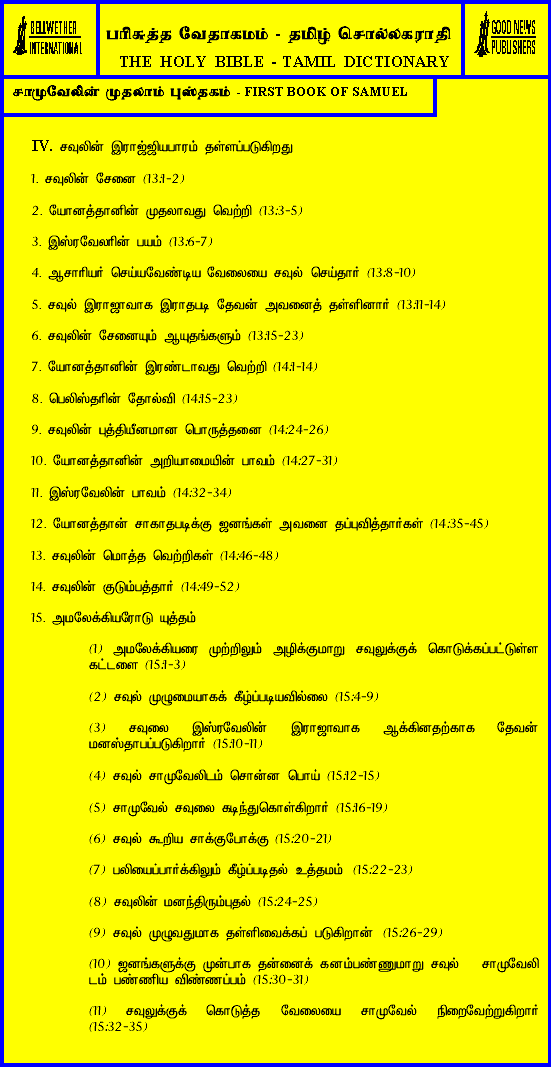 BELLWETHER
INTERNATIONAL
பரிசுத்த வேதாகமம் - தமிழ் சொல்லகராதி
THE HOLY BIBLE - TAMIL DICTIONARY
GOOD NEWS
PUBLISHERS
சாமுவேலின் முதலாம் புஸ்தகம் - FIRST BOOK OF SAMUEL
IV. சவுலின் இராஜ்ஜியபாரம் தள்ளப்படுகிறது
1. சவுலின் சேனை (13:1-2)
2. யோனத்தானின் முதலாவது வெற்றி (13:3-5)
3. இஸ்ரவேலரின் பயம் (13:6-7)
4. ஆசாரியர் செய்யவேண்டிய வேலையை சவுல் செய்தார் (13:8-10)
5. சவுல் இராஜாவாக இராதபடி தேவன் அவனைத் தள்ளினார் (13:11-14)
6. சவுலின் சேனையும் ஆயுதங்களும் (13:15-23)
7. யோனத்தானின் இரண்டாவது வெற்றி (14:1-14)
8. பெலிஸ்தரின் தோல்வி (14:15-23)
9. சவுலின் புத்தியீனமான பொருத்தனை (14:24-26)
10. யோனத்தானின் அறியாமையின் பாவம் (14:27-31)
11. இஸ்ரவேலின் பாவம் (14:32-34)
12. யோனத்தான் சாகாதபடிக்கு ஜனங்கள் அவனை தப்புவித்தார்கள் (14:35-45)
13. சவுலின் மொத்த வெற்றிகள் (14:46-48)
14. சவுலின் குடும்பத்தார் (14:49-52)
15. அமலேக்கியரோடு யுத்தம்
(1) அமலேக்கியரை முற்றிலும் அழிக்குமாறு சவுலுக்குக் கொடுக்கப்பட்டுள்ள
கட்டளை (15:1-3)
(2) சவுல் முழுமையாகக் கீழ்ப்படியவில்லை (15:4-9)
(3) சவுலை இஸ்ரவேலின் இராஜாவாக ஆக்கினதற்காக தேவன்
மனஸ்தாபப்படுகிறார் (15:10-11)
(4) சவுல் சாமுவேலிடம் சொன்ன பொய் (15:12-15)
(5) சாமுவேல் சவுலை கடிந்துகொள்கிறார் (15:16-19)
(6) சவுல் கூறிய சாக்குபோக்கு (15:20-21)
(7) பலியைப்பார்க்கிலும் கீழ்ப்படிதல் உத்தமம் (15:22-23)
(8) சவுலின் மனந்திரும்புதல் (15:24-25)
(9) சவுல் முழுவதுமாக தள்ளிவைக்கப் படுகிறான் (15:26-29)
(10) ஜனங்களுக்கு முன்பாக தன்னைக் கனம்பண்ணுமாறு சவுல் சாமுவேலி
டம் பண்ணிய விண்ணப்பம் (15:30-31)
(11) சவுலுக்குக் கொடுத்த வேலையை சாமுவேல் நிறைவேற்றுகிறார்
(15:32-35)